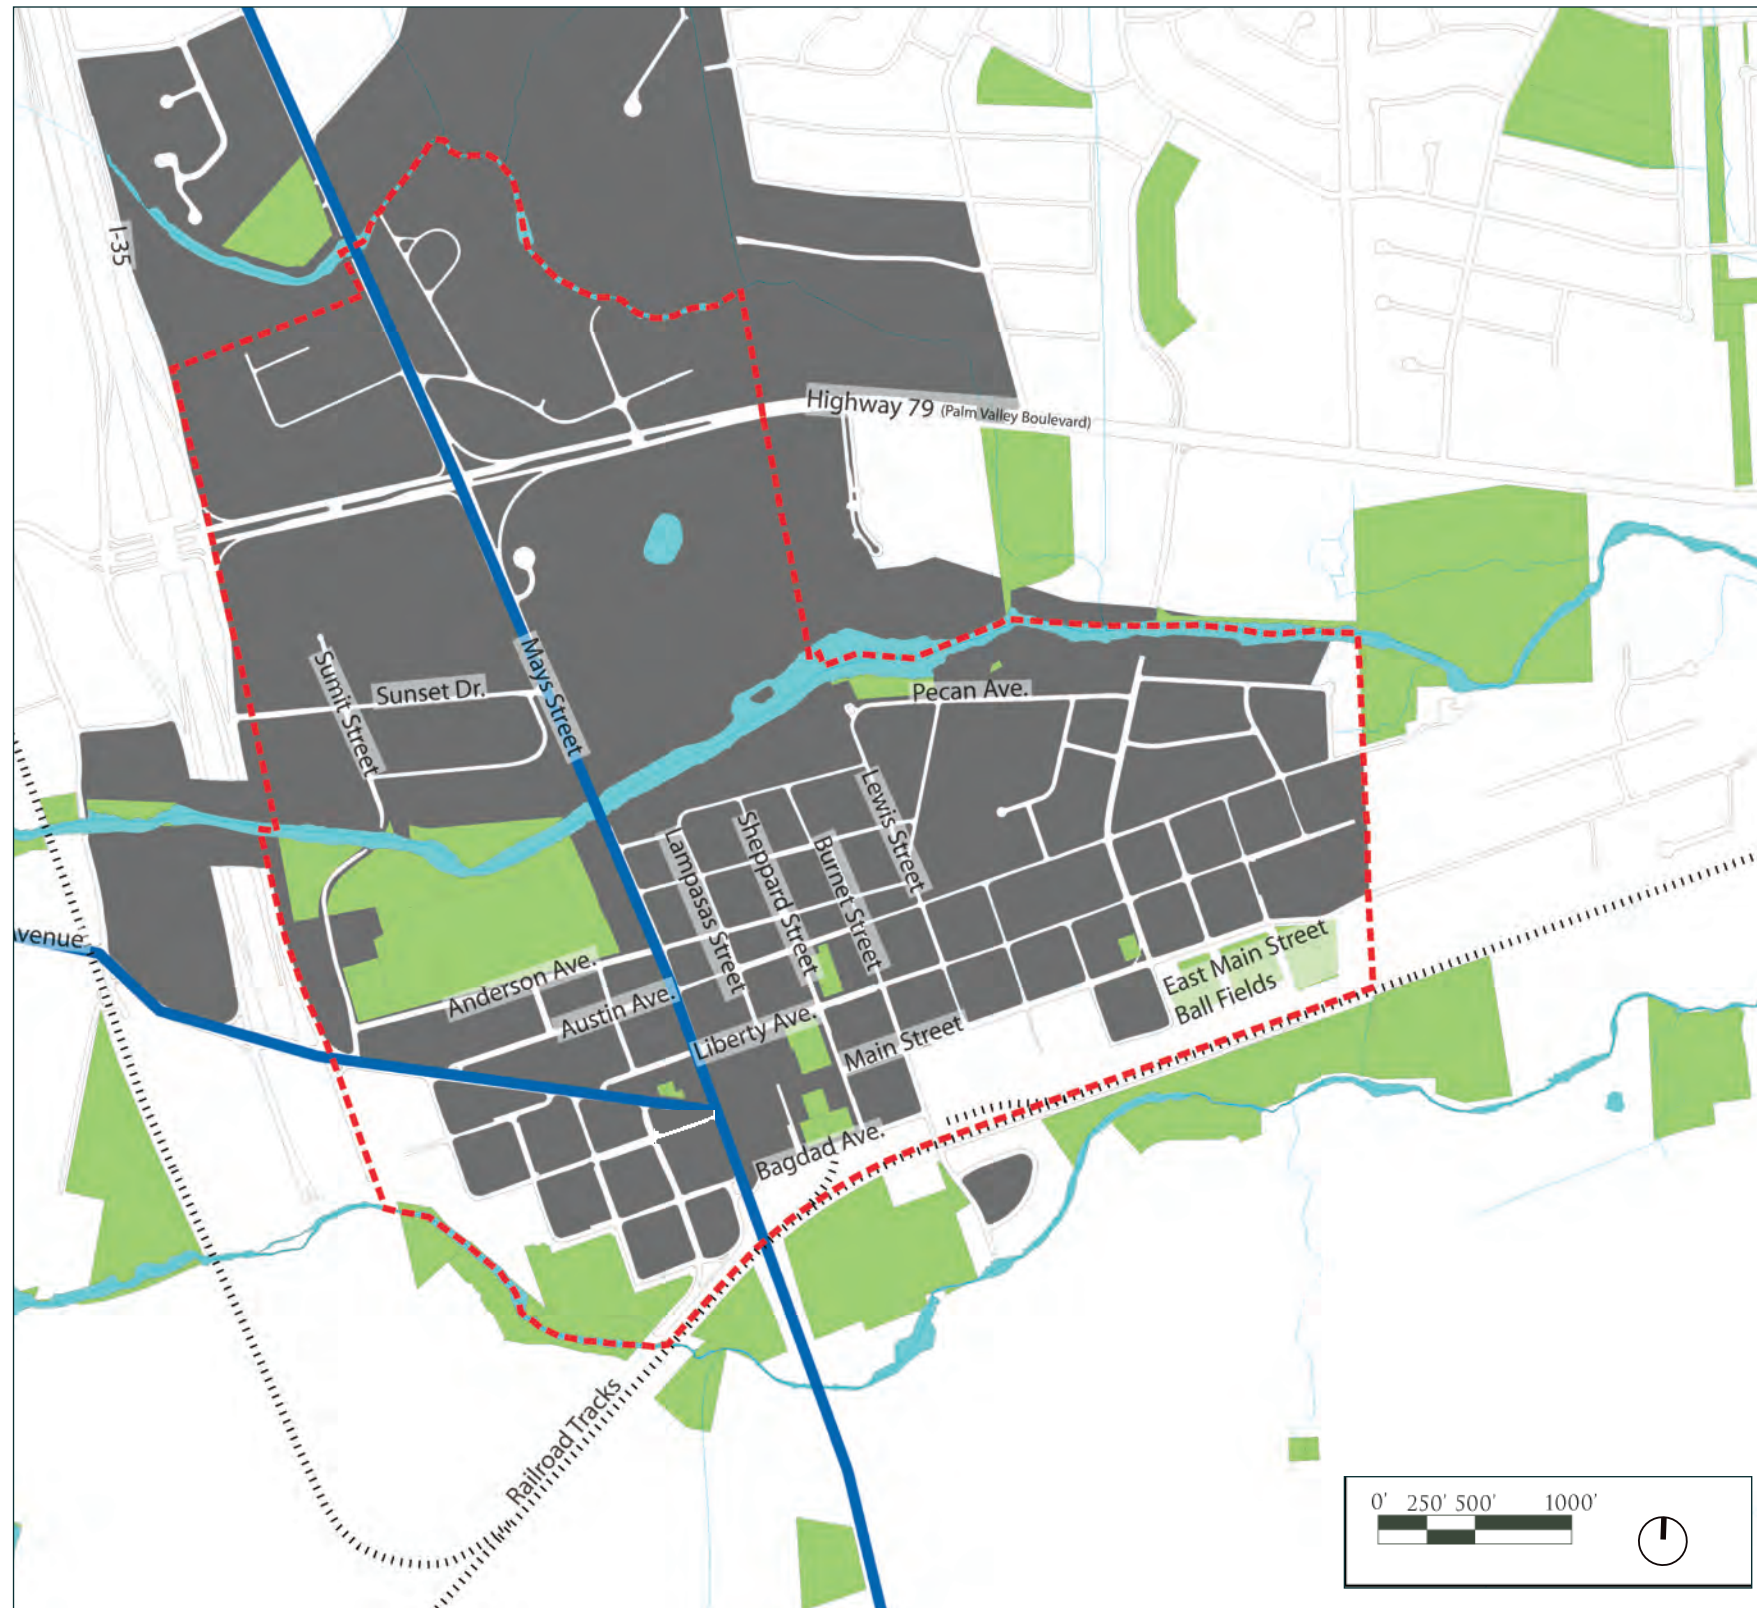 I-35
Highway 79 (Palm Valley Boulevard)
Mays Street
Sumit Street
Sunset Dr.
Pecan Ave.
Lewis Street
Lampasas Street
Sheppard Street
Burnet Street
venue
Anderson Ave.
Austin Ave.
Liberty Ave.
Main Street
East Main Street
Ball Fields
Bagdad Ave.
Railroad Tracks
0' 250' 500' 1000'